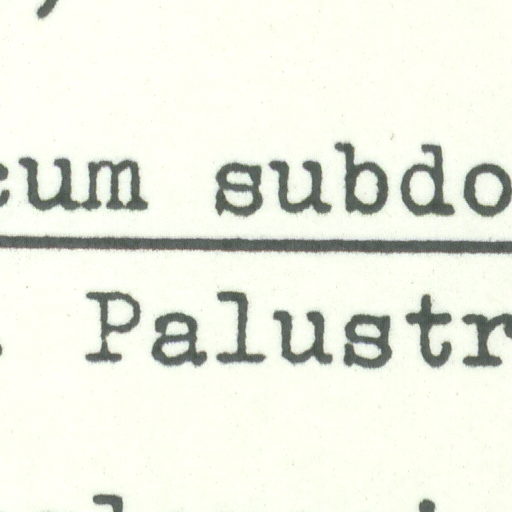 cum subdo
. Palustr